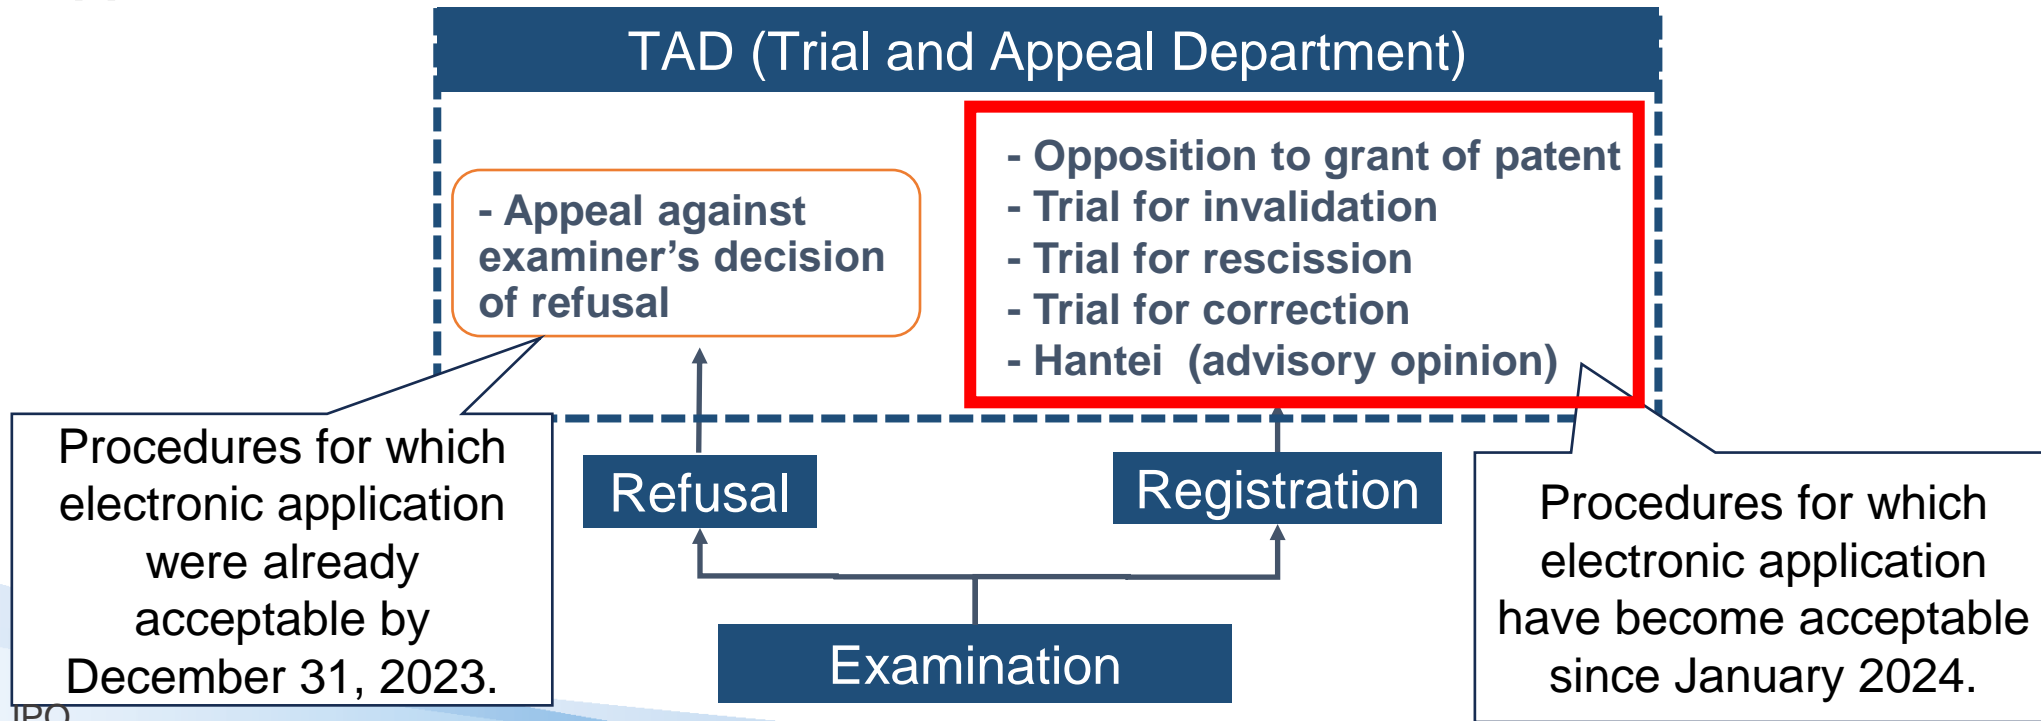 TAD (Trial and Appeal Department)
- Appeal against
examiner’s decision
of refusal
- Opposition to grant of patent
- Trial for invalidation
- Trial for rescission
- Trial for correction
- Hantei  (advisory opinion)
Procedures for which
electronic application
were already
acceptable by
December 31, 2023.
Refusal
Registration
Procedures for which
electronic application
have become acceptable
since January 2024.
Examination
JPO